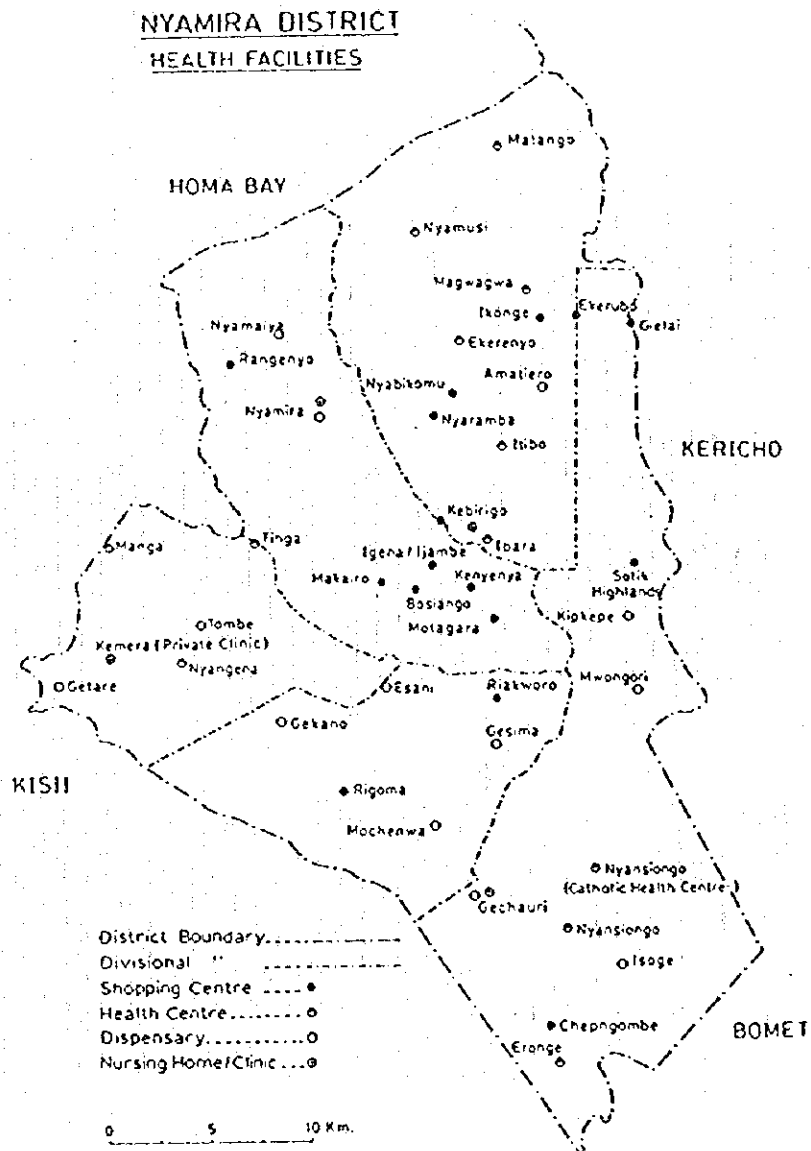 NYAMIRA DISTRICT
HEALTH FACILITIES
Matango
HOMA BAY
Nyamusi
Magwagwa
Ikonge
Ekerubo
Gietai
Nyamaiya
Ekerenyo
Rangenyo
Nyabikomu
Amatiero
Nyamira
Nyaramba
Itibo
KERICHO
Kebirigo
Manga
Tinga
Ibara
Igena/Ijambe
Makairo
Kenyenya
Sotik
Highlands
Bosiango
Motagara
Kipkepe
Tombe
Kemera (Private Clinic)
Nyangena
Getare
Esani
Riakworo
Mwongori
Gekano
Gesima
KISII
Rigoma
Mochenwa
Nyansiongo
(Catholic Health Centre)
Gechauri
Nyansiongo
Isoge
District Boundary
Divisional "
Shopping Centre
Health Centre
Dispensary
Nursing Home/Clinic
Chepngombe
BOMET
Eronge
0 5 10 Km.